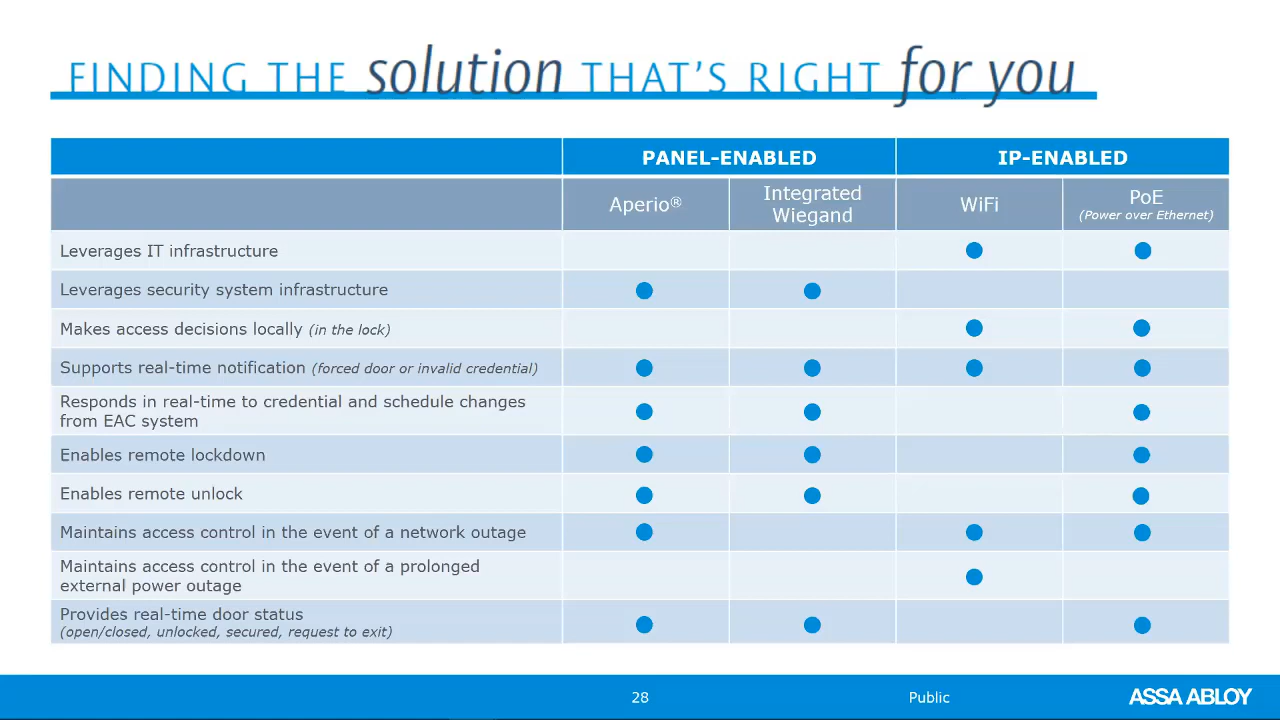 FINDING THE solution THAT'S RIGHT for you
PANEL-ENABLED IP-ENABLED
Aperio® Integrated Wiegand WiFi PoE (Power over Ethernet)
Leverages IT infrastructure
Leverages security system infrastructure
Makes access decisions locally (in the lock)
Supports real-time notification (forced door or invalid credential)
Responds in real-time to credential and schedule changes
from EAC system
Enables remote lockdown
Enables remote unlock
Maintains access control in the event of a network outage
Maintains access control in the event of a prolonged
external power outage
Provides real-time door status
(open/closed, unlocked, secured, request to exit)
28 Public ASSA ABLOY